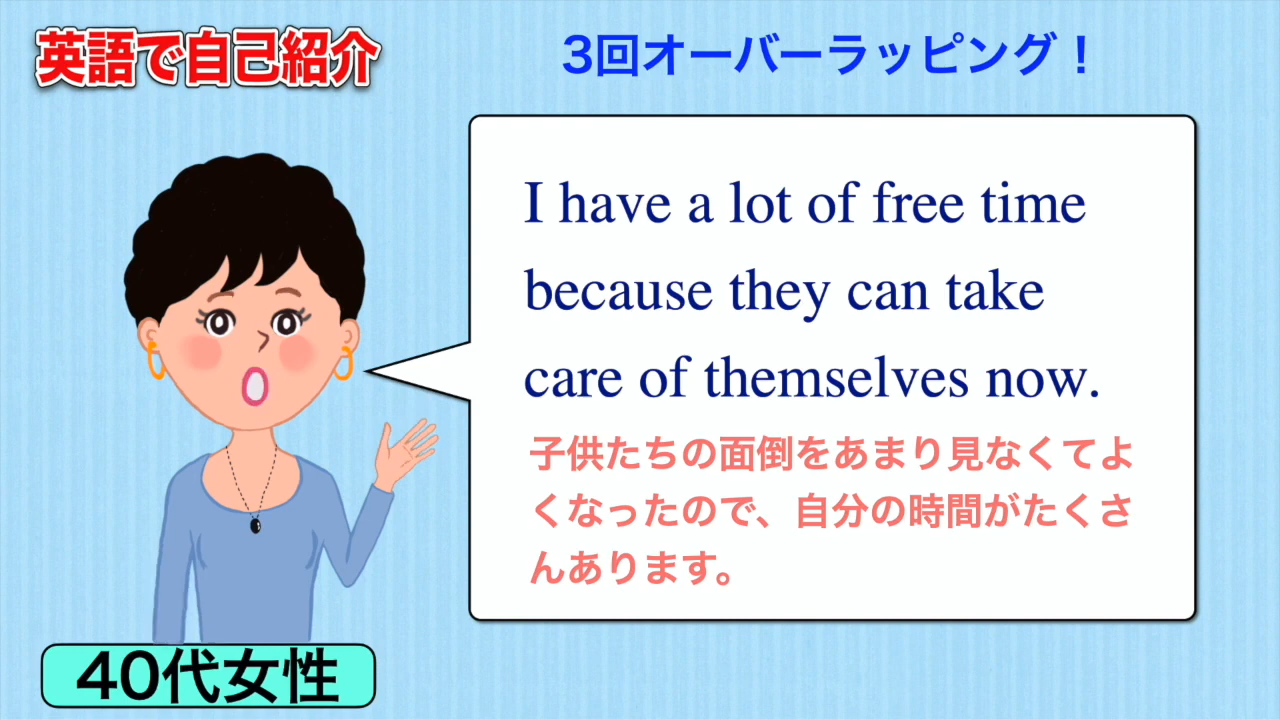 英語で自己紹介
3回オーバーラッピング！
I have a lot of free time
because they can take
care of themselves now.
子供たちの面倒をあまり見なくてよ
くなったので、自分の時間がたくさ
んあります。
40代女性